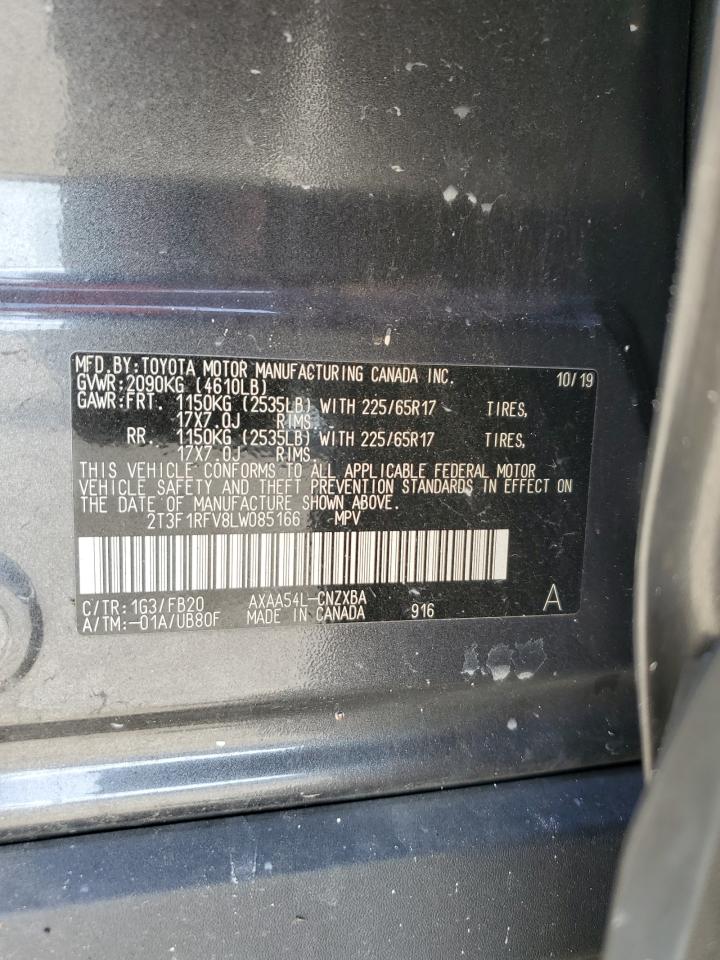 MFD.BY:TOYOTA MOTOR MANUFACTURING CANADA INC. 10/19
GVWR:2090KG (4610LB)
GAWR:FRT. 1150KG (2535LB) WITH 225/65R17 TIRES,
17X7.0J RIMS.
RR. 1150KG (2535LB) WITH 225/65R17 TIRES,
17X7.0J RIMS.
THIS VEHICLE CONFORMS TO ALL APPLICABLE FEDERAL MOTOR
VEHICLE SAFETY AND THEFT PREVENTION STANDARDS IN EFFECT ON
THE DATE OF MANUFACTURE SHOWN ABOVE.
2T3F1RFV8LW085166 MPV
C/TR:1G3/FB20 AXAA54L-CNZXBA A
A/TM:-01A/UB80F MADE IN CANADA 916